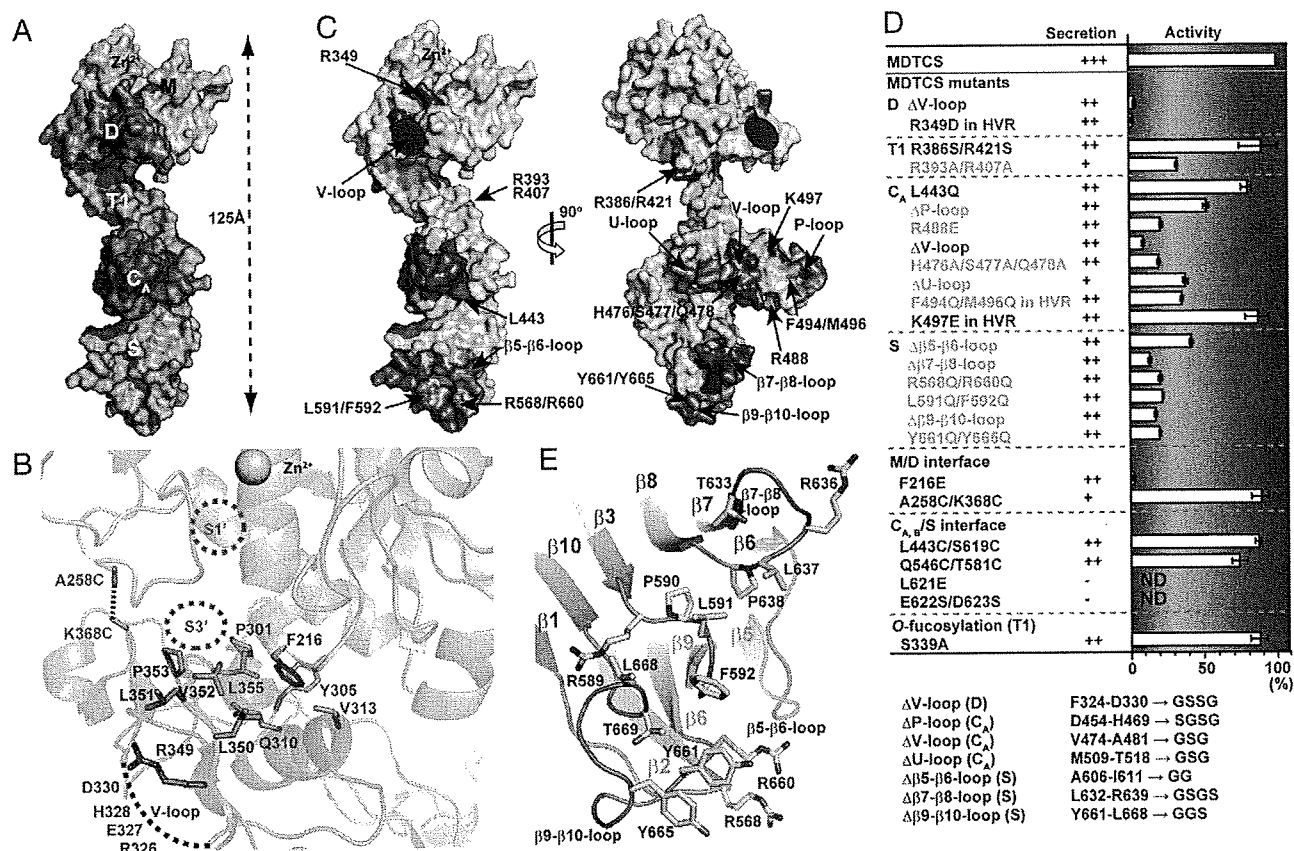 A
Zn²⁺
M
D
T1
C_A
S
125Å
C
R349
Zn²⁺
V-loop
R393
R407
L443
β5-β6-loop
L591/F592
R568/R660
90°
R386/R421
U-loop
V-loop
K497
P-loop
H476/S477/Q478
F494/M496
R488
Y661/Y665
β7-β8-loop
β9-β10-loop
D
Secretion Activity
MDTCS +++
MDTCS mutants
D ΔV-loop ++
R349D in HVR ++
T1 R386S/R421S ++
R393A/R407A +
C_A L443Q ++
ΔP-loop ++
R488E ++
ΔV-loop ++
H476A/S477A/Q478A ++
ΔU-loop +
F494Q/M496Q in HVR ++
K497E in HVR ++
S Δβ5-β6-loop ++
Δβ7-β8-loop ++
R568Q/R660Q ++
L591Q/F592Q ++
Δβ9-β10-loop ++
Y661Q/Y665Q ++
M/D interface
F216E ++
A258C/K368C +
C_A, B/S interface
L443C/S619C ++
Q546C/T581C ++
L621E - ND
E622S/D623S - ND
O-fucosylation (T1)
S339A ++
0 50 100
(%)
ΔV-loop (D) F324-D330 → GSSG
ΔP-loop (C_A) D454-H469 → SGSG
ΔV-loop (C_A) V474-A481 → GSG
ΔU-loop (C_A) M509-T518 → GSG
Δβ5-β6-loop (S) A606-I611 → GG
Δβ7-β8-loop (S) L632-R639 → GSGS
Δβ9-β10-loop (S) Y661-L668 → GGS
B
Zn²⁺
S1'
A258C
S3'
K368C
P301
F216
P353
L351
V352
L355
Y305
V313
L350
Q310
R349
D330
H328
V-loop
E327
R326
E
β8
T633
β7
β7-β8
loop
R636
β3
β6
β10
P590
L637
L591
P638
β1
β9
β5
L668
R589
F592
β6
T669
β5-β6-loop
Y661
β2
R660
R568
Y665
β9-β10-loop